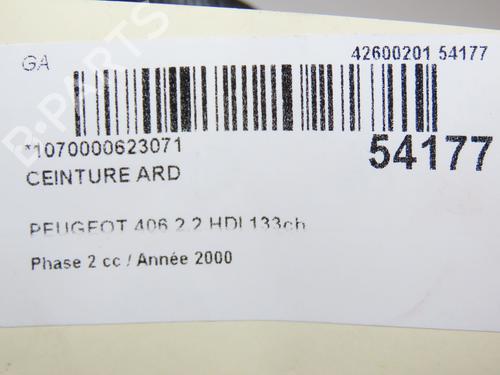 GA
42600201 54177
*1070000623071
54177
CEINTURE ARD
PEUGEOT 406 2.2 HDI 133ch
Phase 2 cc / Année 2000
B-PARTS